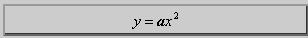 y = ax²